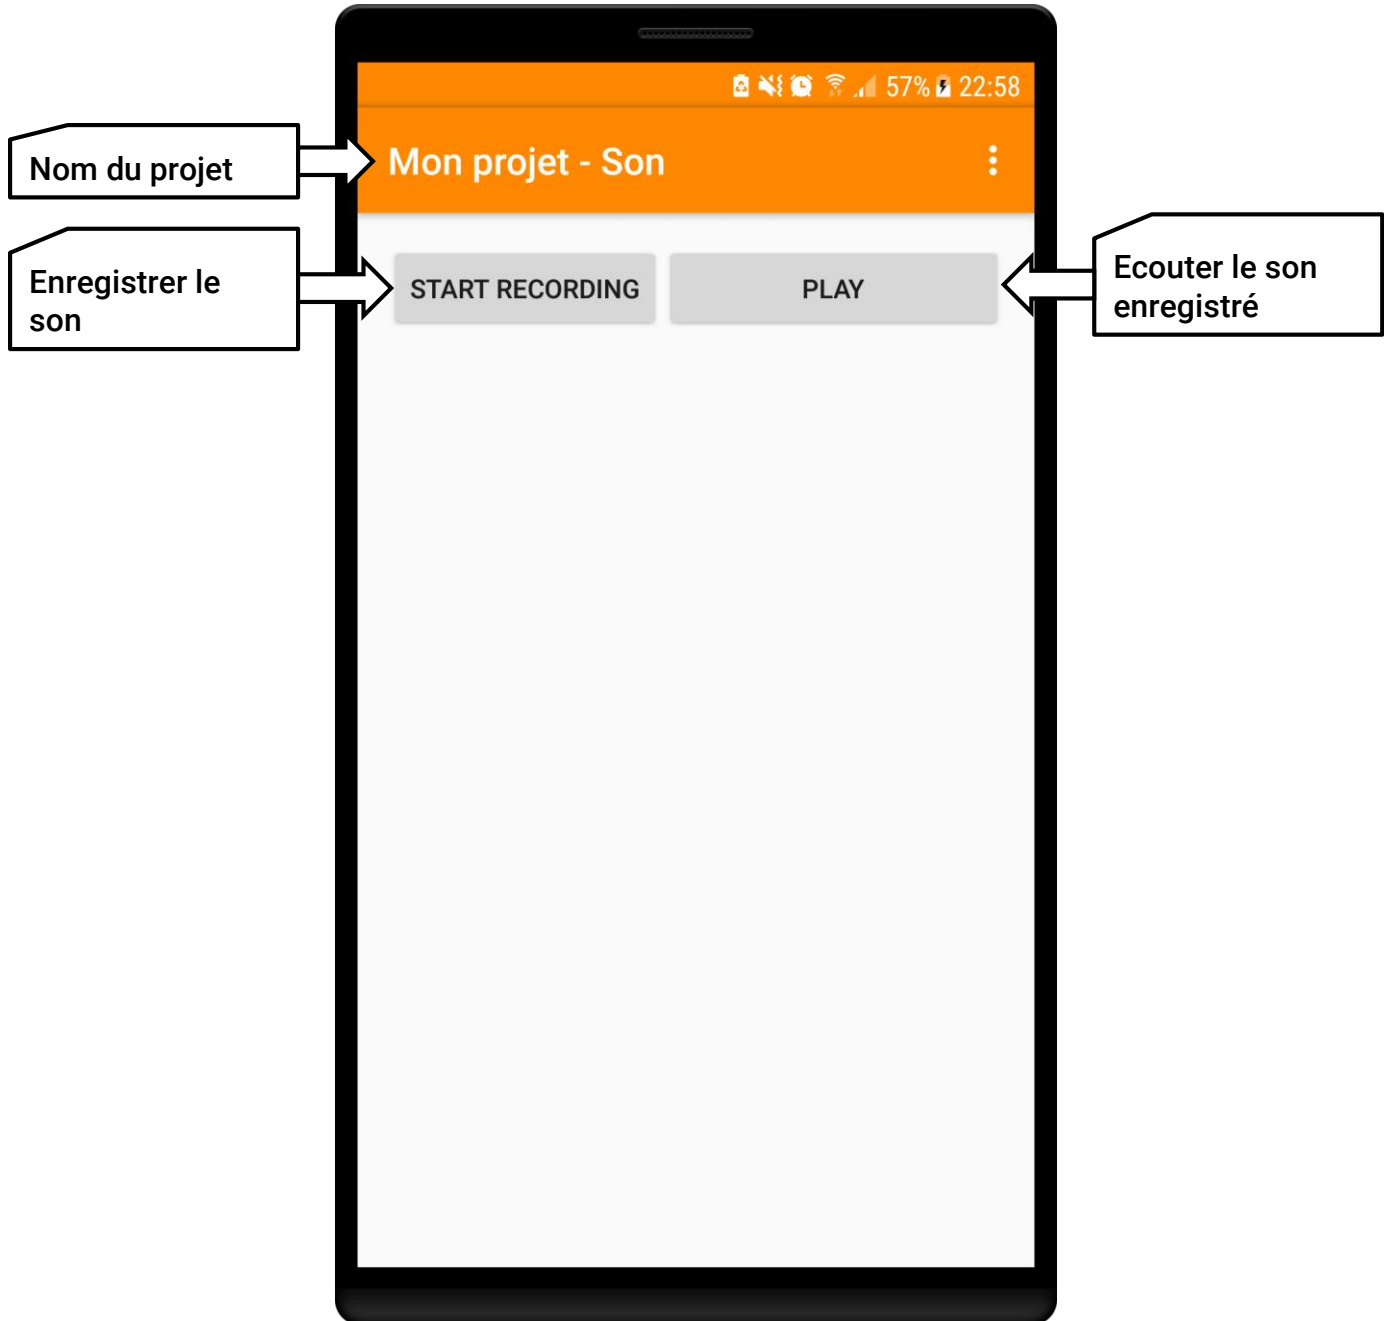 57% 22:58
Nom du projet
Mon projet - Son
Enregistrer le
son
START RECORDING
PLAY
Ecouter le son
enregistré